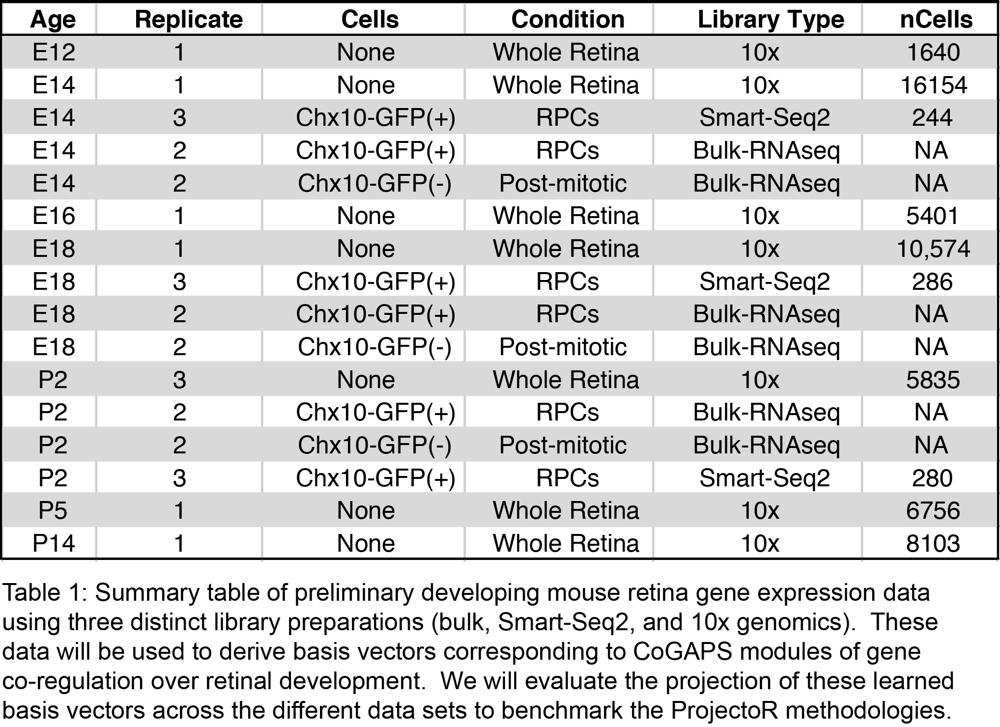 Age Replicate Cells Condition Library Type nCells
E12 1 None Whole Retina 10x 1640
E14 1 None Whole Retina 10x 16154
E14 3 Chx10-GFP(+) RPCs Smart-Seq2 244
E14 2 Chx10-GFP(+) RPCs Bulk-RNAseq NA
E14 2 Chx10-GFP(-) Post-mitotic Bulk-RNAseq NA
E16 1 None Whole Retina 10x 5401
E18 1 None Whole Retina 10x 10,574
E18 3 Chx10-GFP(+) RPCs Smart-Seq2 286
E18 2 Chx10-GFP(+) RPCs Bulk-RNAseq NA
E18 2 Chx10-GFP(-) Post-mitotic Bulk-RNAseq NA
P2 3 None Whole Retina 10x 5835
P2 2 Chx10-GFP(+) RPCs Bulk-RNAseq NA
P2 2 Chx10-GFP(-) Post-mitotic Bulk-RNAseq NA
P2 3 Chx10-GFP(+) RPCs Smart-Seq2 280
P5 1 None Whole Retina 10x 6756
P14 1 None Whole Retina 10x 8103
Table 1: Summary table of preliminary developing mouse retina gene expression data
using three distinct library preparations (bulk, Smart-Seq2, and 10x genomics).  These
data will be used to derive basis vectors corresponding to CoGAPS modules of gene
co-regulation over retinal development.  We will evaluate the projection of these learned
basis vectors across the different data sets to benchmark the ProjectoR methodologies.